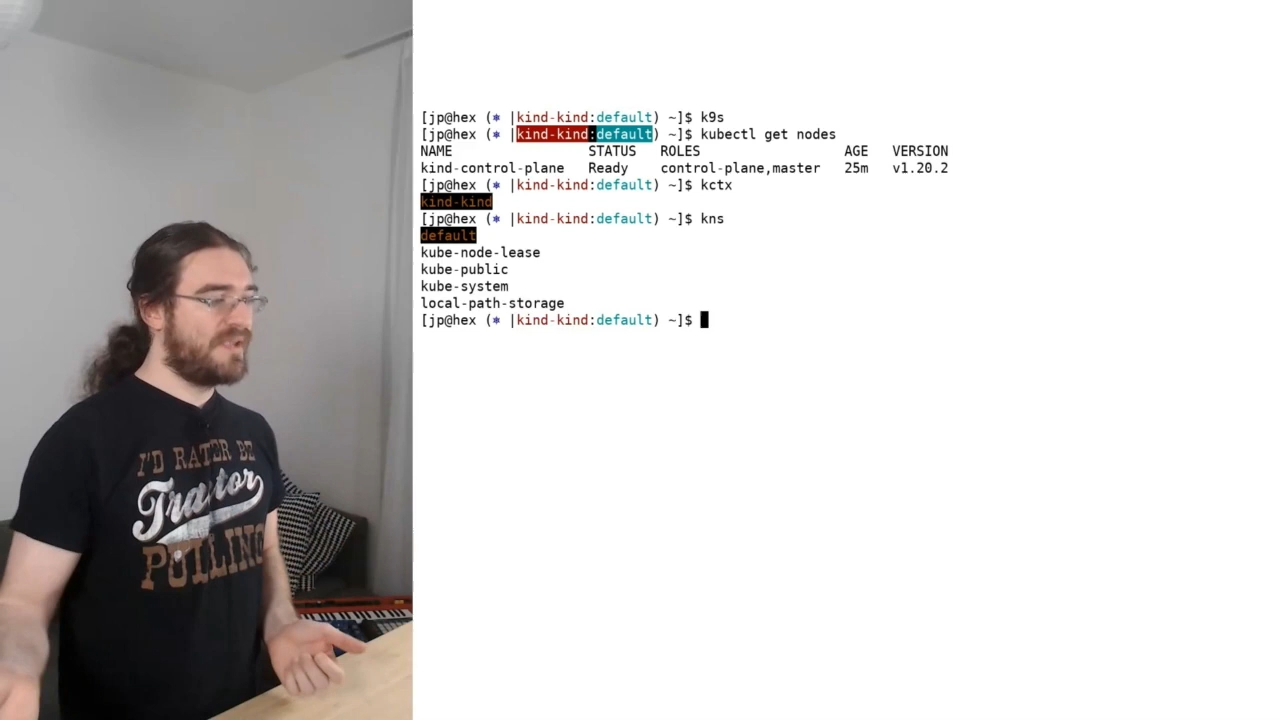 I'D RATHER BE
Tractor
PULLING
[jp@hex (⎈ |kind-kind:default) ~]$ k9s
[jp@hex (⎈ |kind-kind:default) ~]$ kubectl get nodes
NAME STATUS ROLES AGE VERSION
kind-control-plane Ready control-plane,master 25m v1.20.2
[jp@hex (⎈ |kind-kind:default) ~]$ kctx
kind-kind
[jp@hex (⎈ |kind-kind:default) ~]$ kns
default
kube-node-lease
kube-public
kube-system
local-path-storage
[jp@hex (⎈ |kind-kind:default) ~]$